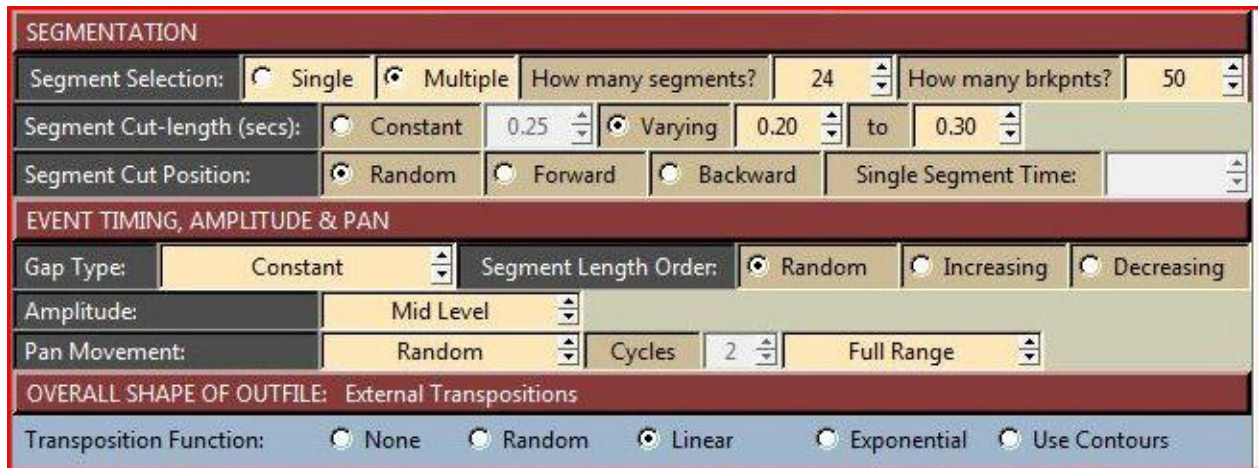 SEGMENTATION
Segment Selection: Single Multiple How many segments? 24 How many brkpnts? 50
Segment Cut-length (secs): Constant 0.25 Varying 0.20 to 0.30
Segment Cut Position: Random Forward Backward Single Segment Time:
EVENT TIMING, AMPLITUDE & PAN
Gap Type: Constant Segment Length Order: Random Increasing Decreasing
Amplitude: Mid Level
Pan Movement: Random Cycles 2 Full Range
OVERALL SHAPE OF OUTFILE: External Transpositions
Transposition Function: None Random Linear Exponential Use Contours